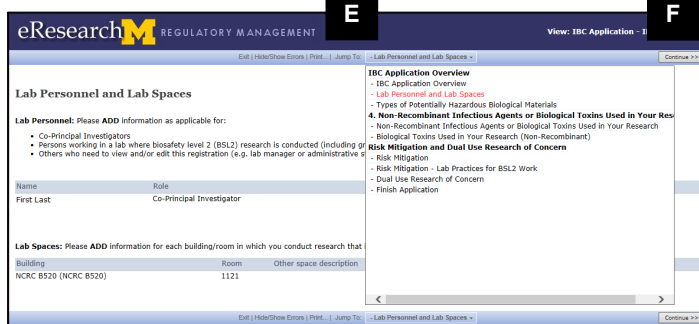 E
F
eResearch M REGULATORY MANAGEMENT
View: IBC Application - I
Exit | Hide/Show Errors | Print... | Jump To: - Lab Personnel and Lab Spaces -
Continue >>
IBC Application Overview
- IBC Application Overview
- Lab Personnel and Lab Spaces
- Types of Potentially Hazardous Biological Materials
4. Non-Recombinant Infectious Agents or Biological Toxins Used in Your Res
- Non-Recombinant Infectious Agents or Biological Toxins Used in Your Research
- Biological Toxins Used in Your Research (Non-Recombinant)
Risk Mitigation and Dual Use Research of Concern
- Risk Mitigation
- Risk Mitigation - Lab Practices for BSL2 Work
- Dual Use Research of Concern
- Finish Application
Lab Personnel and Lab Spaces
Lab Personnel: Please ADD information as applicable for:
• Co-Principal Investigators
• Persons working in a lab where biosafety level 2 (BSL2) research is conducted (including gr
• Others who need to view and/or edit this registration (e.g. lab manager or administrative s
Name Role
First Last Co-Principal Investigator
Lab Spaces: Please ADD information for each building/room in which you conduct research that i
Building Room Other space description
NCRC B520 (NCRC B520) 1121
Exit | Hide/Show Errors | Print... | Jump To: - Lab Personnel and Lab Spaces -
Continue >>